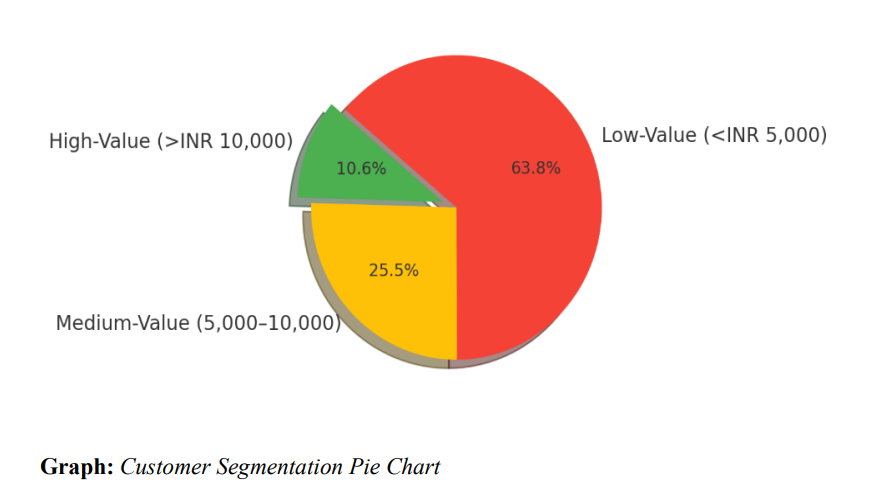 High-Value (>INR 10,000)
Low-Value (<INR 5,000)
10.6%
63.8%
25.5%
Medium-Value (5,000–10,000)
Graph: Customer Segmentation Pie Chart